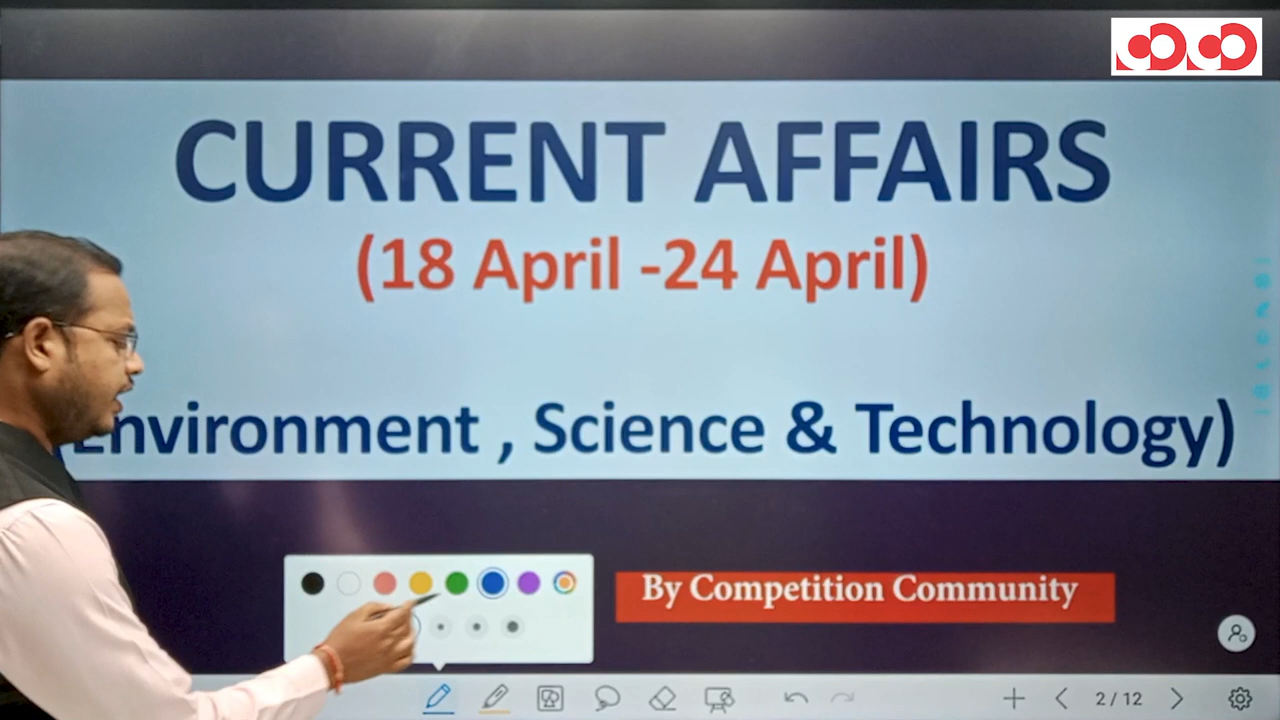 CURRENT AFFAIRS
(18 April -24 April)
Environment , Science & Technology)
By Competition Community
2 / 12